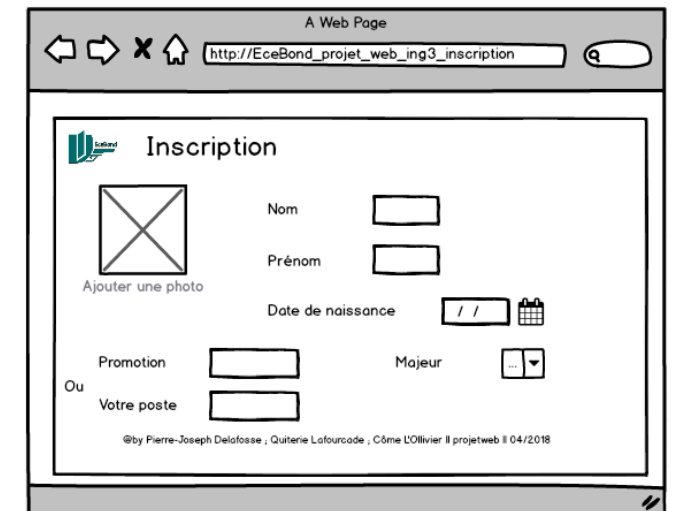 A Web Page
http://EceBond_projet_web_ing3_inscription
EceBond
Inscription
Nom
Prénom
Ajouter une photo
Date de naissance / /
Promotion
Majeur ...
Ou
Votre poste
@by Pierre-Joseph Delafosse ; Quiterie Lafourcade ; Côme L'Ollivier II projetweb II 04/2018